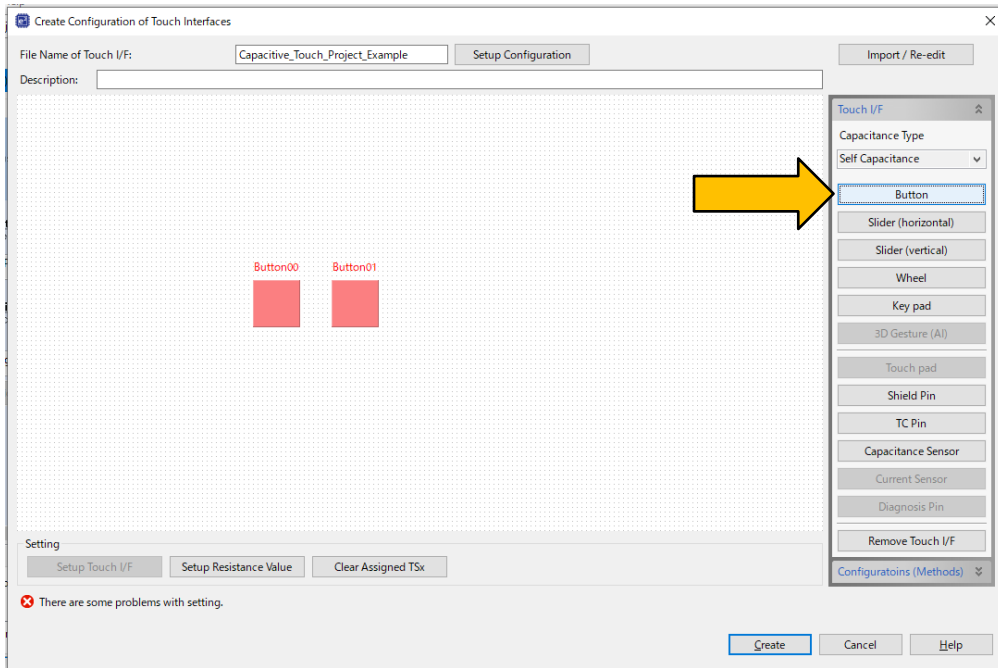 Create Configuration of Touch Interfaces
File Name of Touch I/F:
Capacitive_Touch_Project_Example
Setup Configuration
Import / Re-edit
Description:
Touch I/F
Capacitance Type
Self Capacitance
Button
Slider (horizontal)
Slider (vertical)
Wheel
Key pad
3D Gesture (AI)
Touch pad
Shield Pin
TC Pin
Capacitance Sensor
Current Sensor
Diagnosis Pin
Remove Touch I/F
Configuratoins (Methods)
Button00 Button01
Setting
Setup Touch I/F
Setup Resistance Value
Clear Assigned TSx
There are some problems with setting.
Create
Cancel
Help